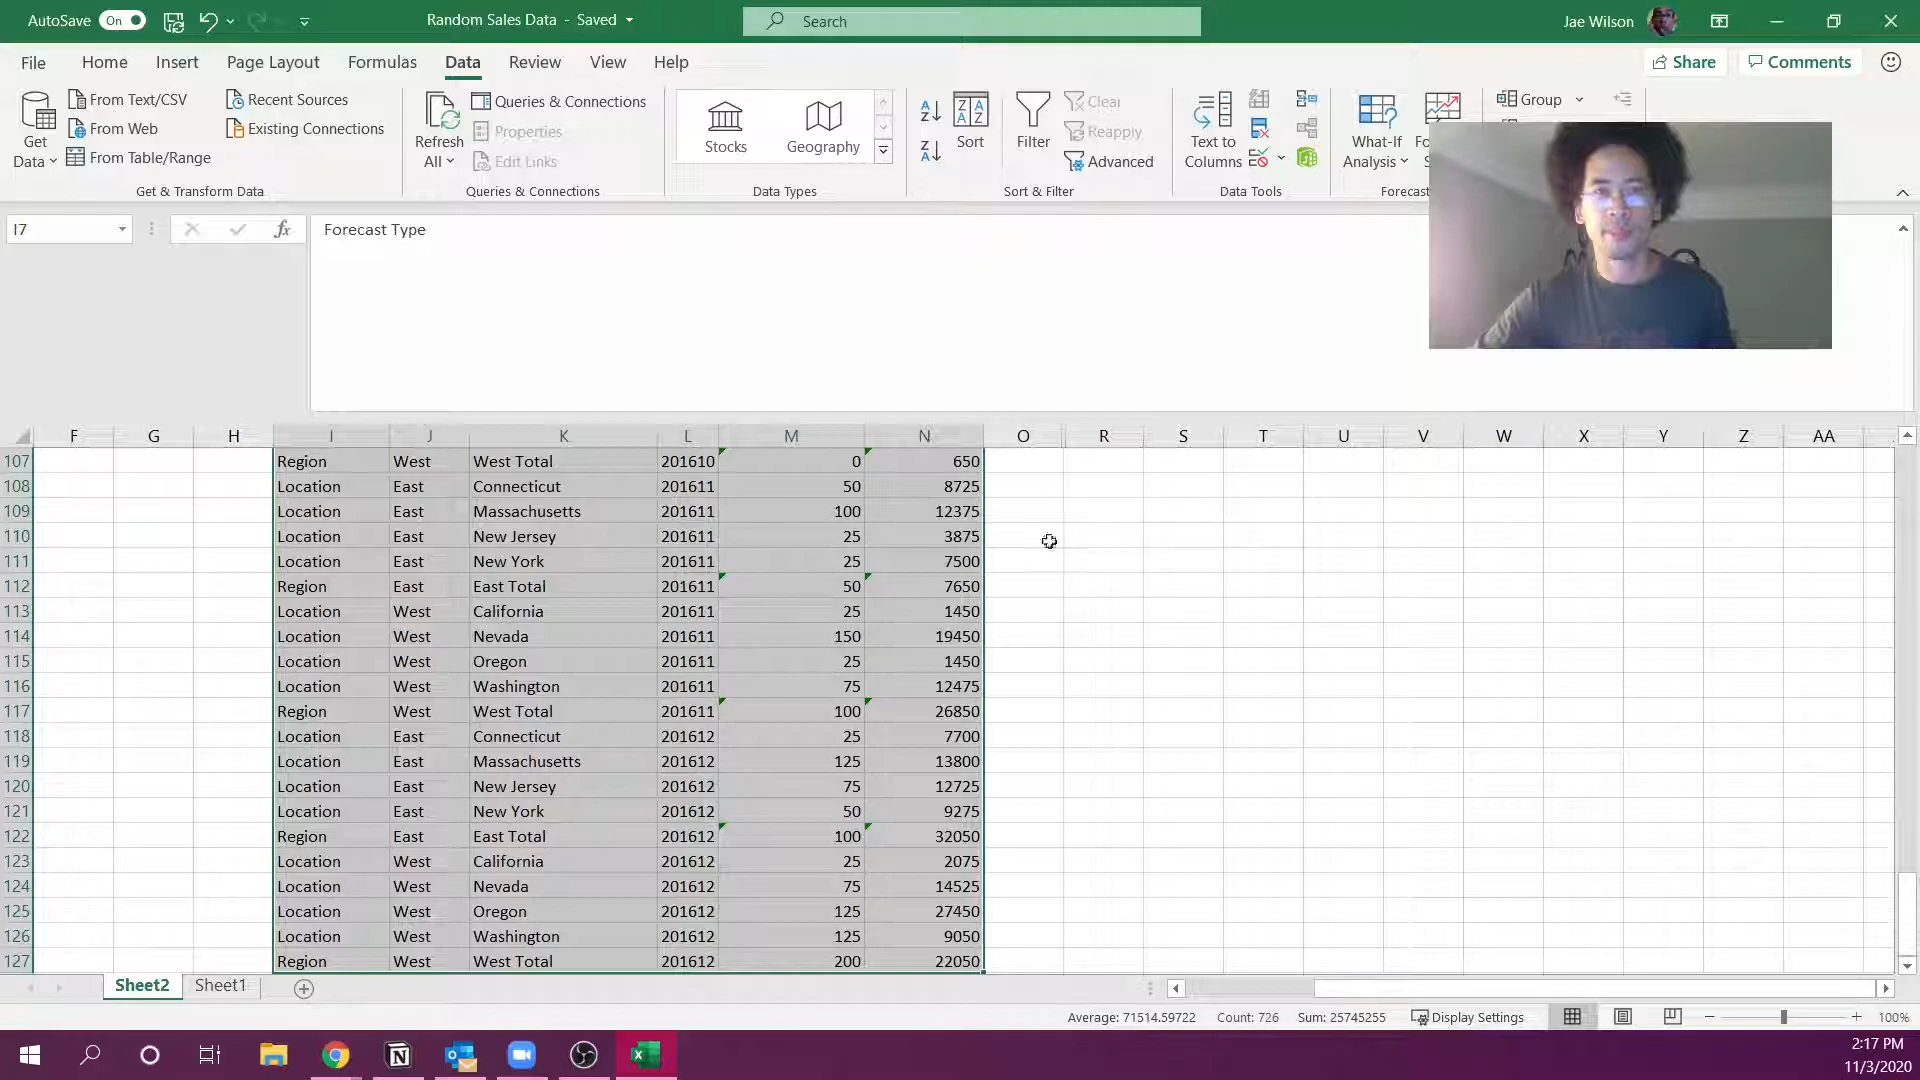 AutoSave On Random Sales Data - Saved Search Jae Wilson
File Home Insert Page Layout Formulas Data Review View Help Share Comments
Get Data
From Text/CSV
From Web
From Table/Range
Recent Sources
Existing Connections
Get & Transform Data
Refresh All
Queries & Connections
Properties
Edit Links
Queries & Connections
Stocks Geography
Data Types
Sort
Filter
Clear
Reapply
Advanced
Sort & Filter
Text to Columns
Data Tools
What-If Analysis
Fo
S
Forecast
Group
I7 fx Forecast Type
F G H I J K L M N O R S T U V W X Y Z AA
107 Region West West Total 201610 0 650
108 Location East Connecticut 201611 50 8725
109 Location East Massachusetts 201611 100 12375
110 Location East New Jersey 201611 25 3875
111 Location East New York 201611 25 7500
112 Region East East Total 201611 50 7650
113 Location West California 201611 25 1450
114 Location West Nevada 201611 150 19450
115 Location West Oregon 201611 25 1450
116 Location West Washington 201611 75 12475
117 Region West West Total 201611 100 26850
118 Location East Connecticut 201612 25 7700
119 Location East Massachusetts 201612 125 13800
120 Location East New Jersey 201612 75 12725
121 Location East New York 201612 50 9275
122 Region East East Total 201612 100 32050
123 Location West California 201612 25 2075
124 Location West Nevada 201612 75 14525
125 Location West Oregon 201612 125 27450
126 Location West Washington 201612 125 9050
127 Region West West Total 201612 200 22050
Sheet2 Sheet1
Average: 71514.59722 Count: 726 Sum: 25745255 Display Settings 100%
2:17 PM
11/3/2020